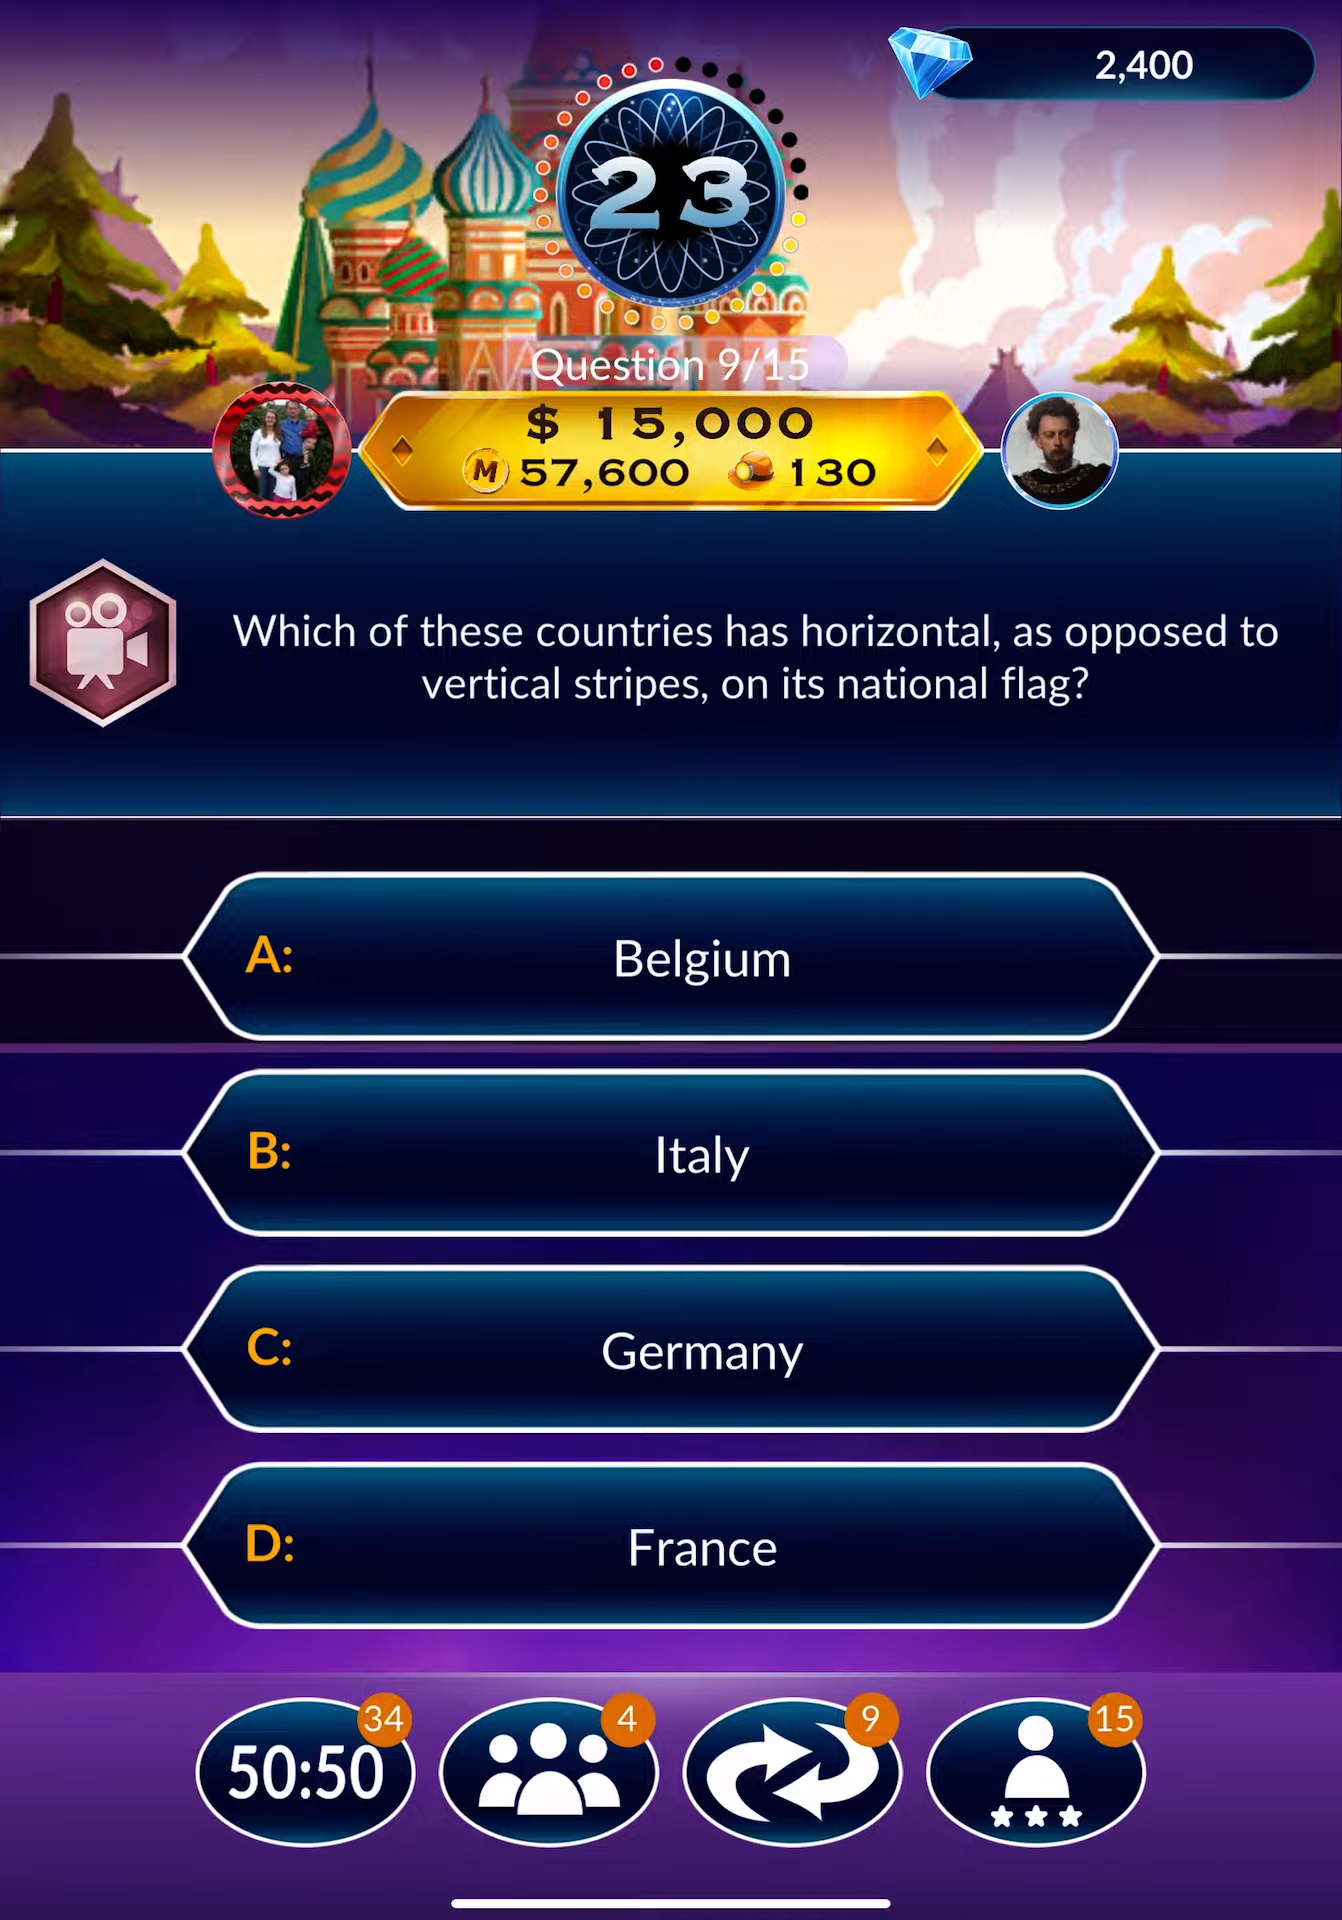 2,400
23
Question 9/15
$ 15,000
M 57,600 130
Which of these countries has horizontal, as opposed to
vertical stripes, on its national flag?
A: Belgium
B: Italy
C: Germany
D: France
34 4 9 15
50:50